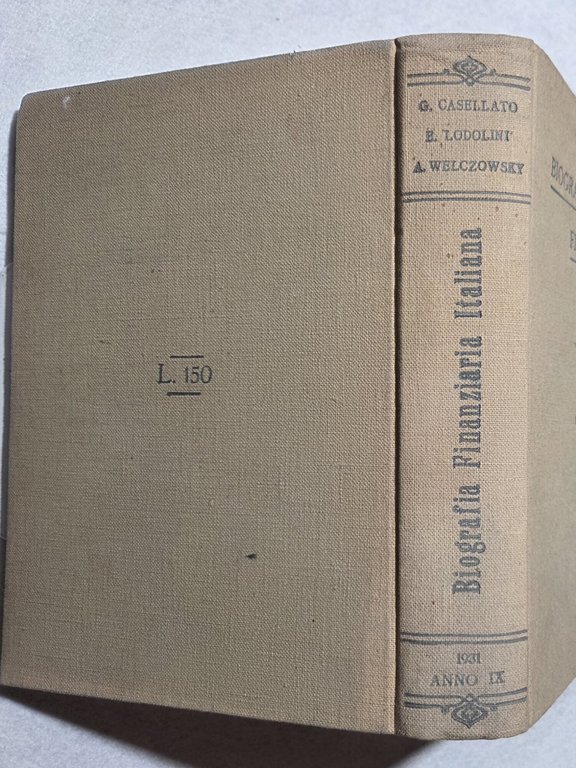 L. 150
G. CASELLATO
E. LODOLINI
A. WELCZOWSKY
Biografia Finanziaria Italiana
1931
ANNO IX